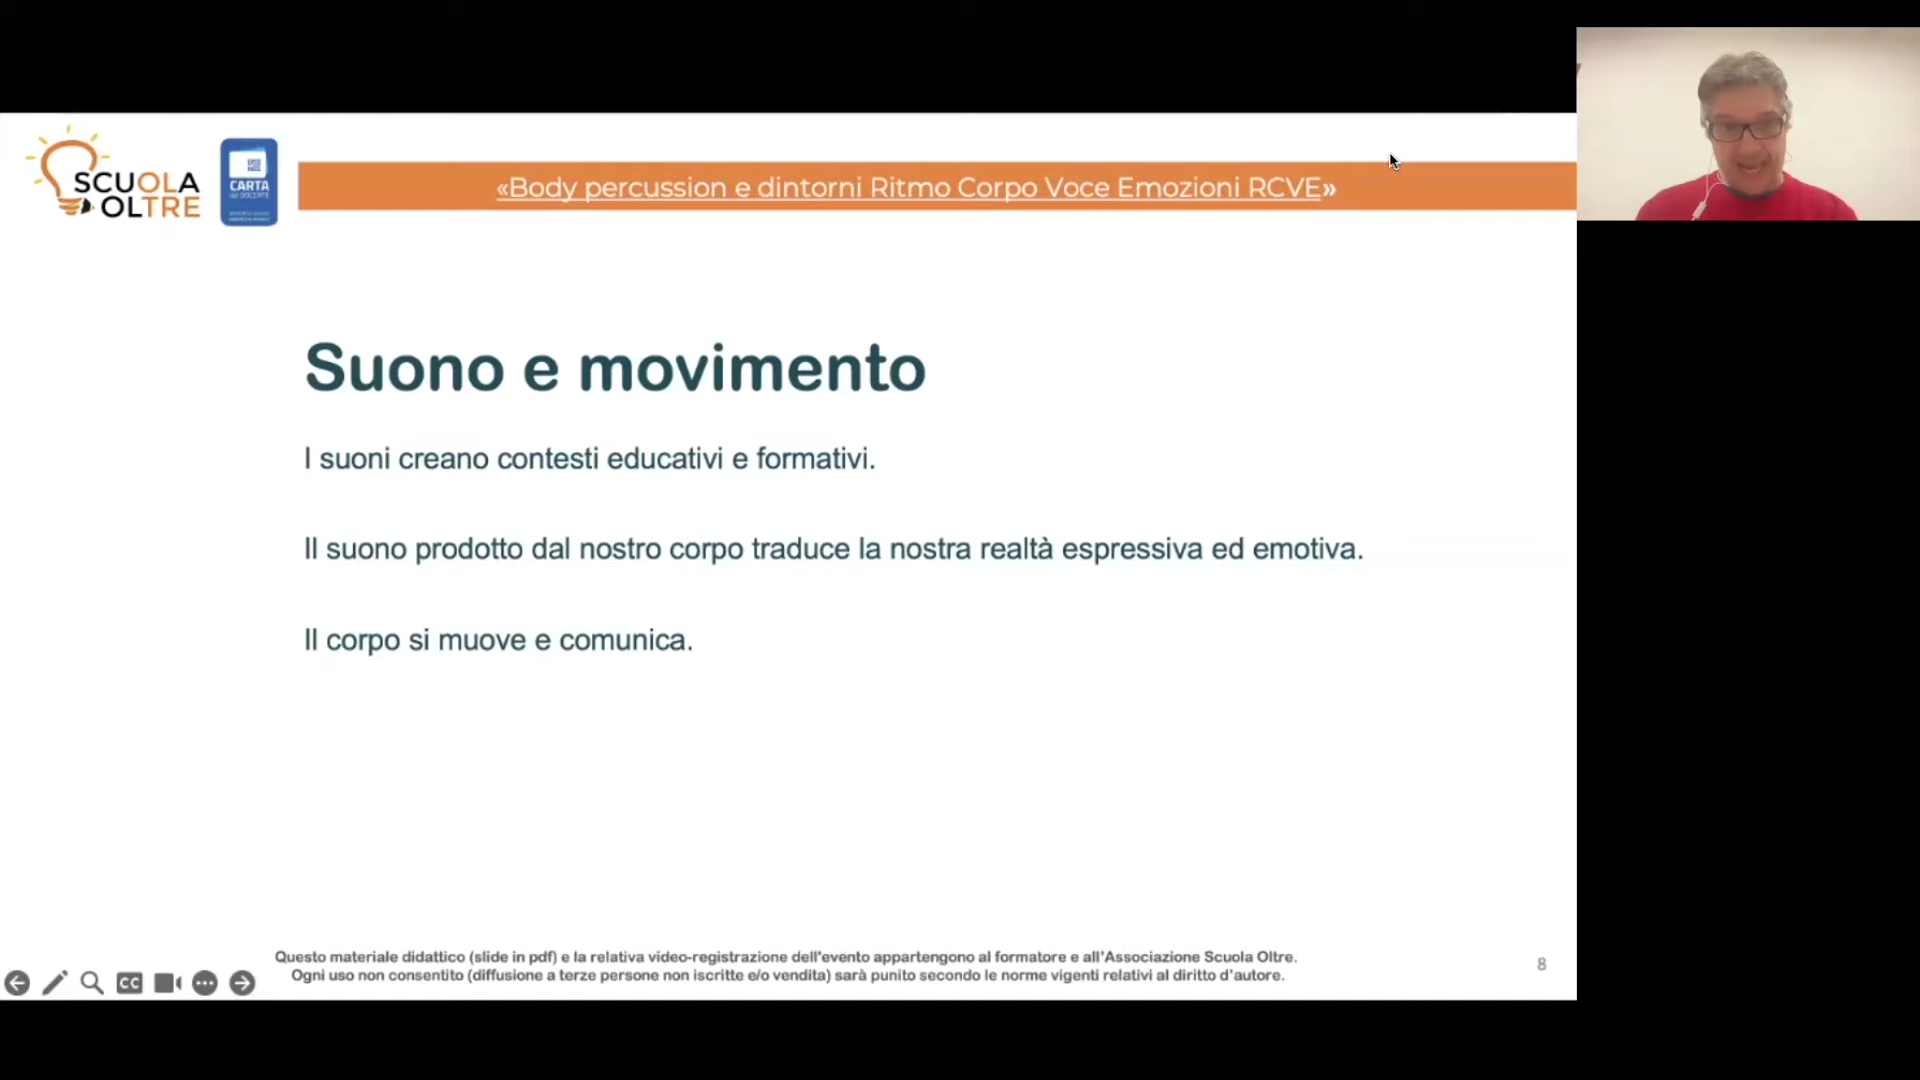 SCUOLA
OLTRE
CARTA
«Body percussion e dintorni Ritmo Corpo Voce Emozioni RCVE»
Suono e movimento
I suoni creano contesti educativi e formativi.
Il suono prodotto dal nostro corpo traduce la nostra realtà espressiva ed emotiva.
Il corpo si muove e comunica.
Questo materiale didattico (slide in pdf) e la relativa video-registrazione dell'evento appartengono al formatore e all'Associazione Scuola Oltre.
Ogni uso non consentito (diffusione a terze persone non iscritte e/o vendita) sarà punito secondo le norme vigenti relativi al diritto d'autore.
8
CC